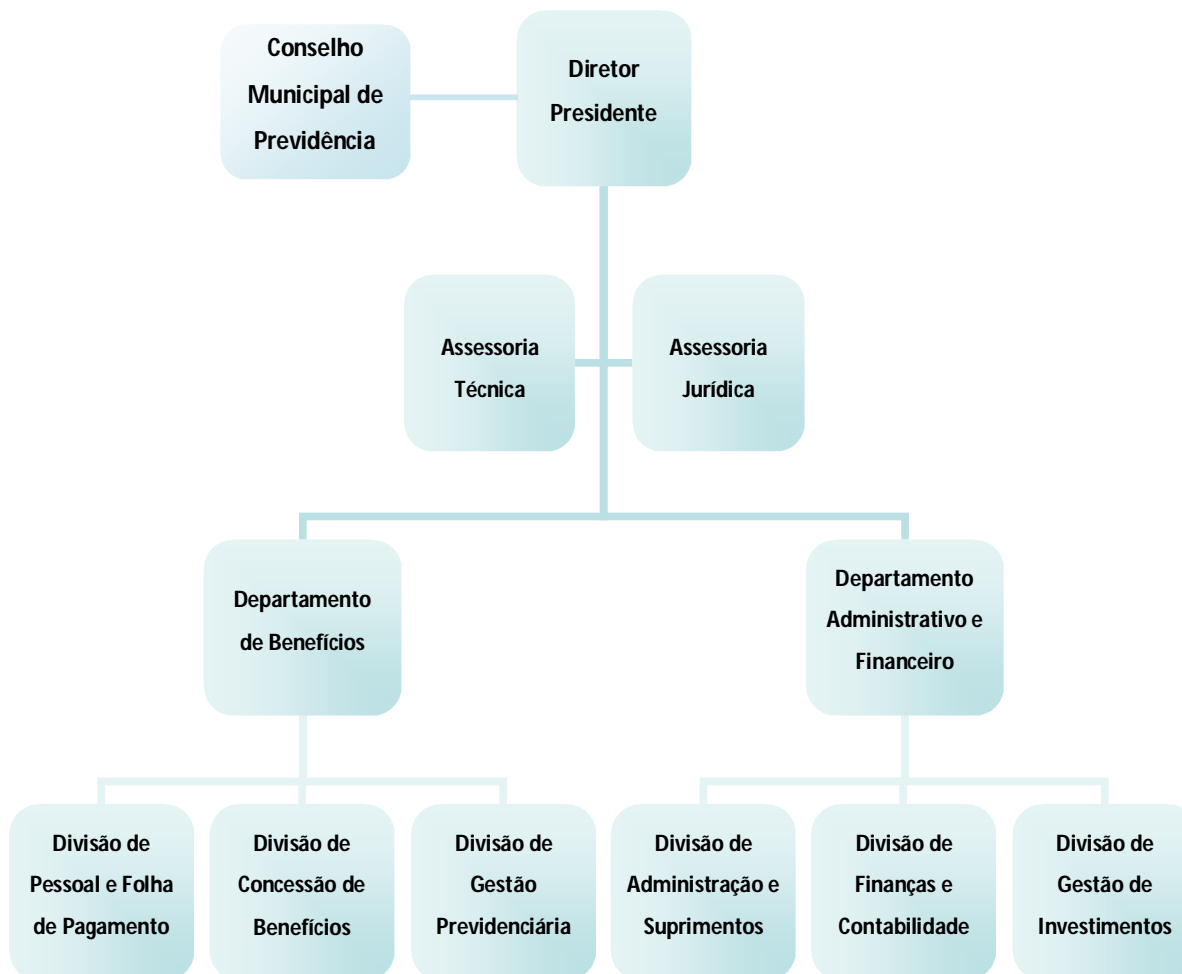 Conselho
Municipal de
Previdência
Diretor
Presidente
Assessoria
Técnica
Assessoria
Jurídica
Departamento
de Benefícios
Departamento
Administrativo e
Financeiro
Divisão de
Pessoal e Folha
de Pagamento
Divisão de
Concessão de
Benefícios
Divisão de
Gestão
Previdenciária
Divisão de
Administração e
Suprimentos
Divisão de
Finanças e
Contabilidade
Divisão de
Gestão de
Investimentos